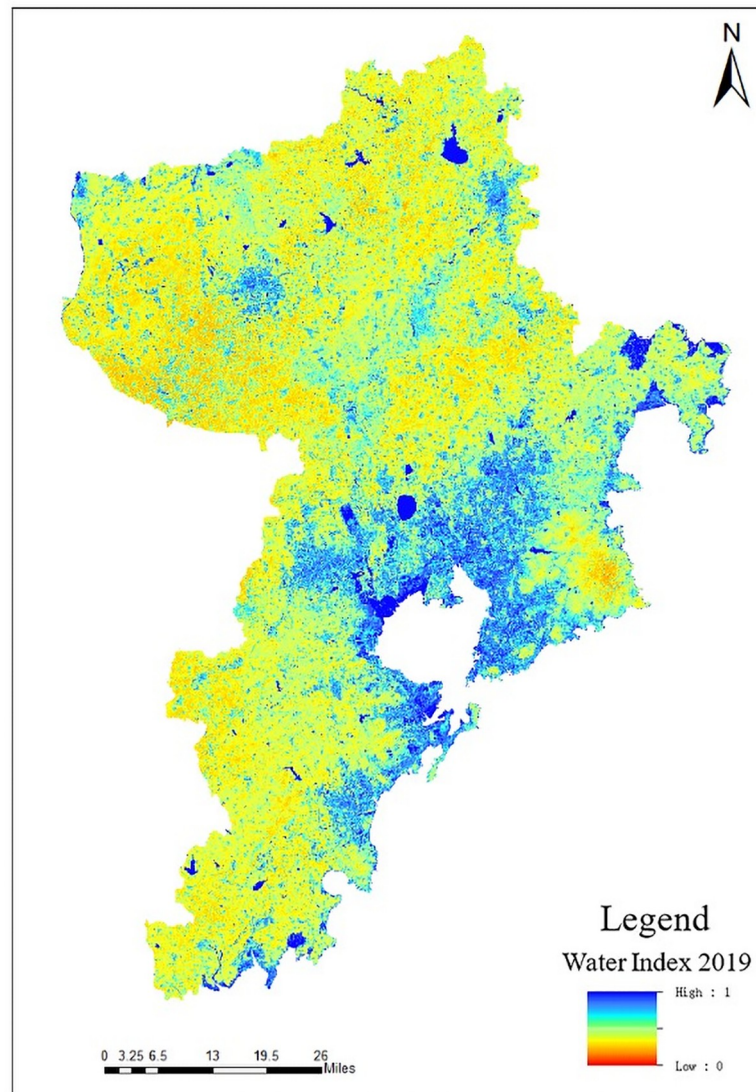 N
Legend
Water Index 2019
High : 1
Low : 0
0 3.25 6.5 13 19.5 26
Miles